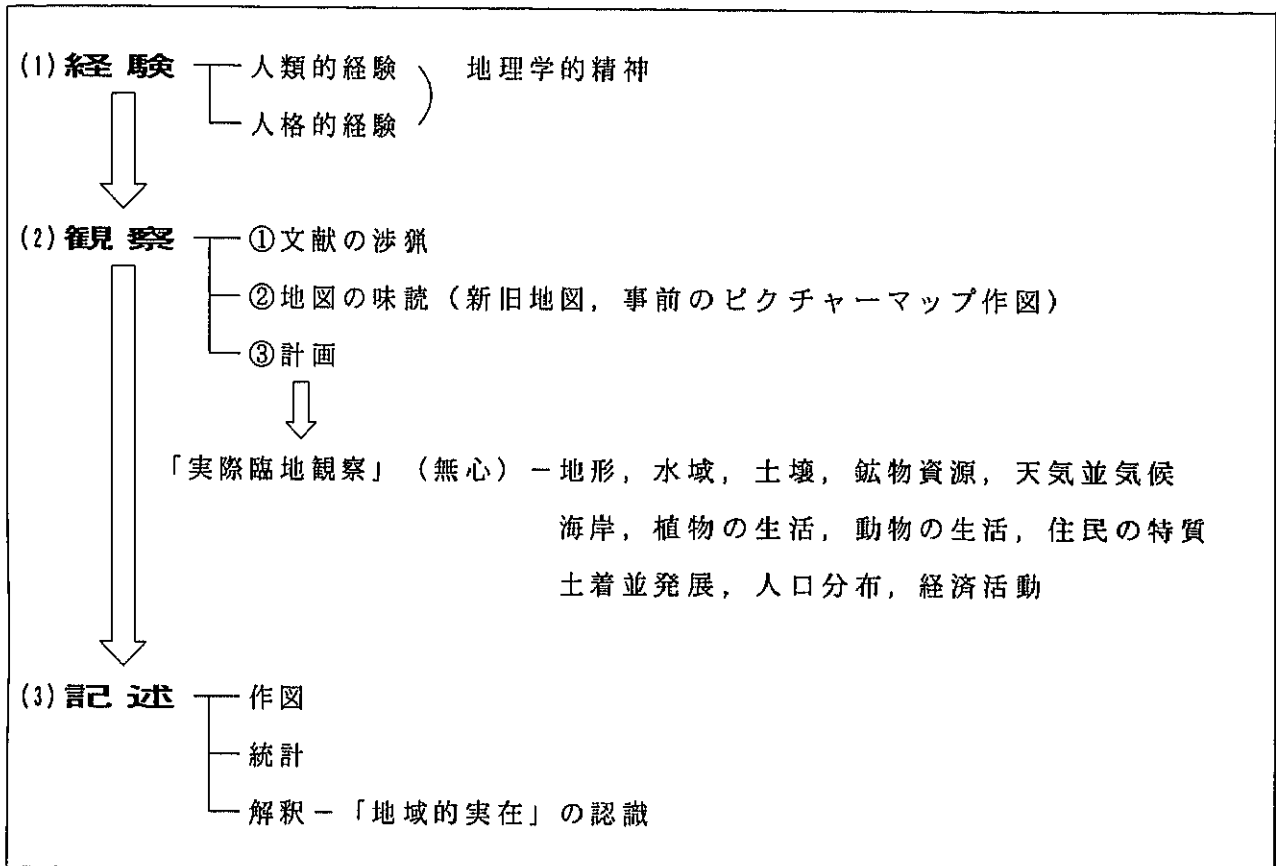 (1)経験 人類的経験 地理学的精神
人格的経験
(2)観察 ①文献の渉猟
②地図の味読（新旧地図，事前のピクチャーマップ作図）
③計画
「実際臨地観察」（無心）－地形，水域，土壌，鉱物資源，天気並気候
海岸，植物の生活，動物の生活，住民の特質
土着並発展，人口分布，経済活動
(3)記述 作図
統計
解釈－「地域的実在」の認識